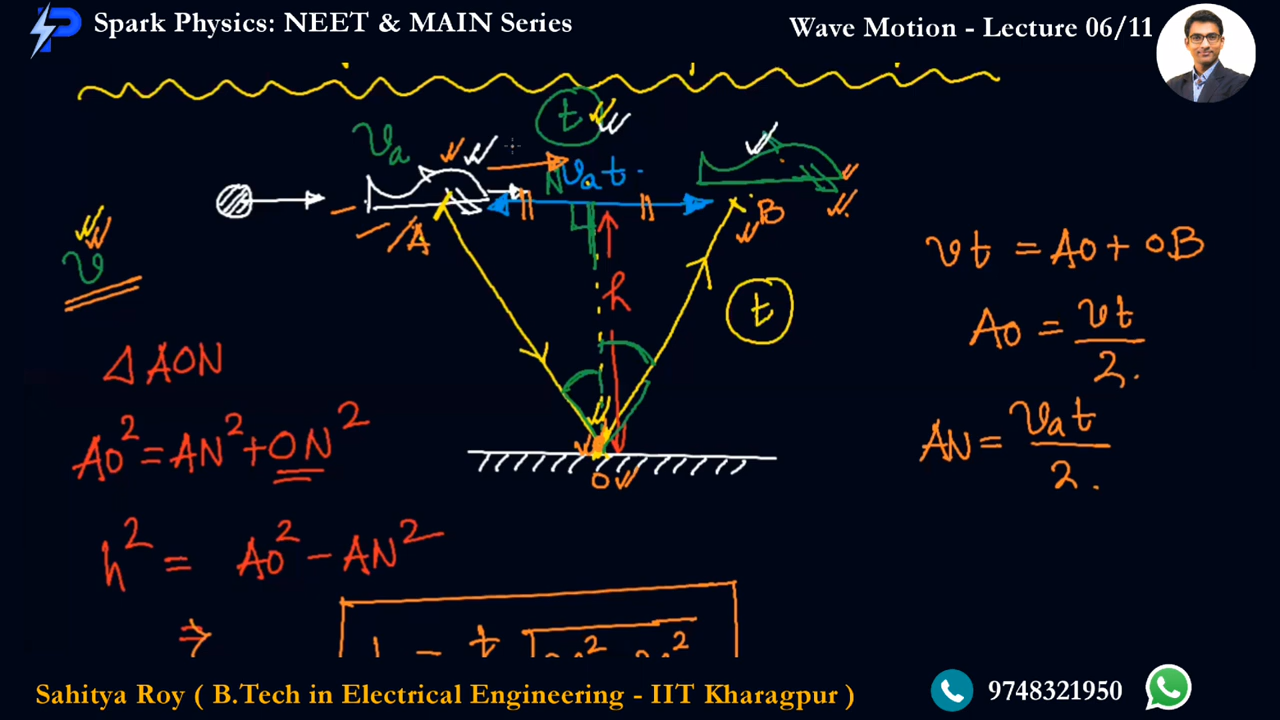 Spark Physics: NEET & MAIN Series
Wave Motion - Lecture 06/11
t
va
N
vat
A
B
v
h
t
vt = AO + OB
AO = vt/2.
AN = vat/2.
△ AON
AO² = AN² + ON²
O
h² = AO² - AN²
⇒
Sahitya Roy ( B.Tech in Electrical Engineering - IIT Kharagpur )
9748321950